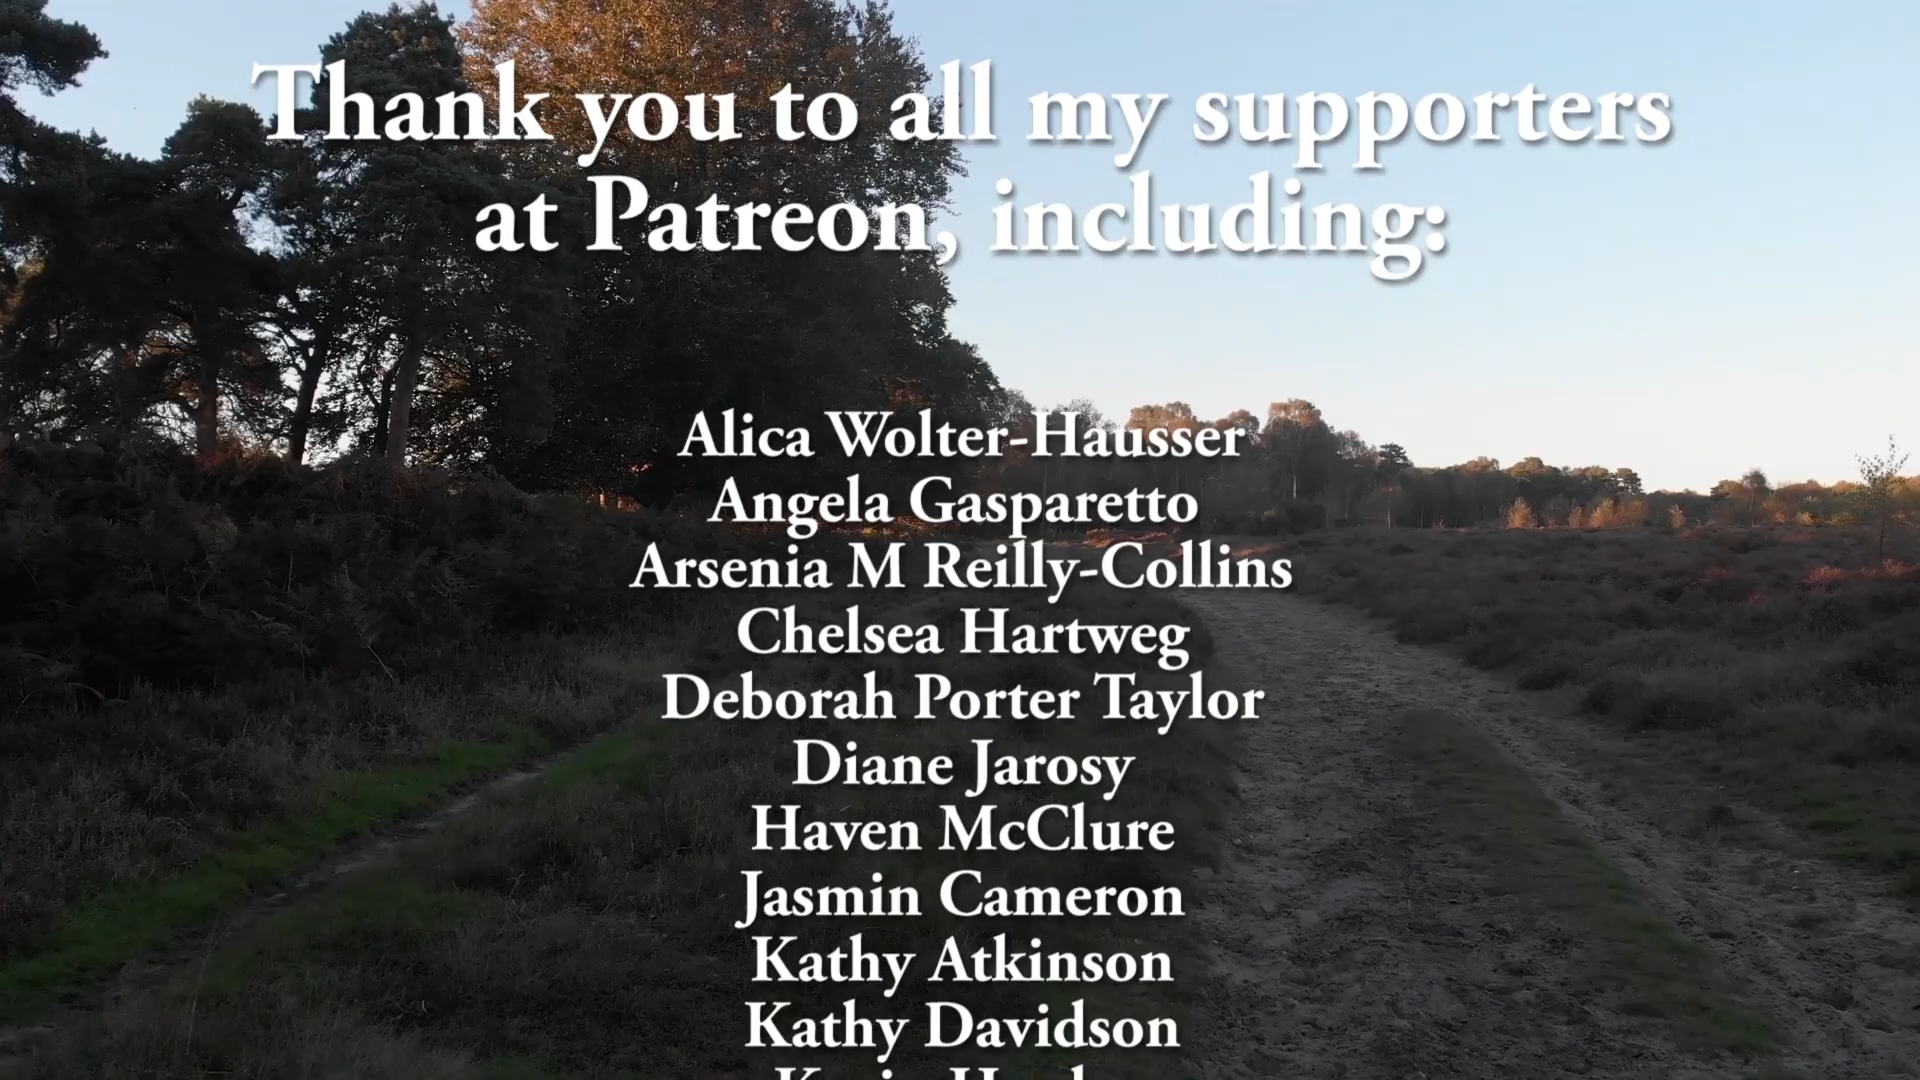 Thank you to all my supporters
at Patreon, including:
Alica Wolter-Hausser
Angela Gasparetto
Arsenia M Reilly-Collins
Chelsea Hartweg
Deborah Porter Taylor
Diane Jarosy
Haven McClure
Jasmin Cameron
Kathy Atkinson
Kathy Davidson